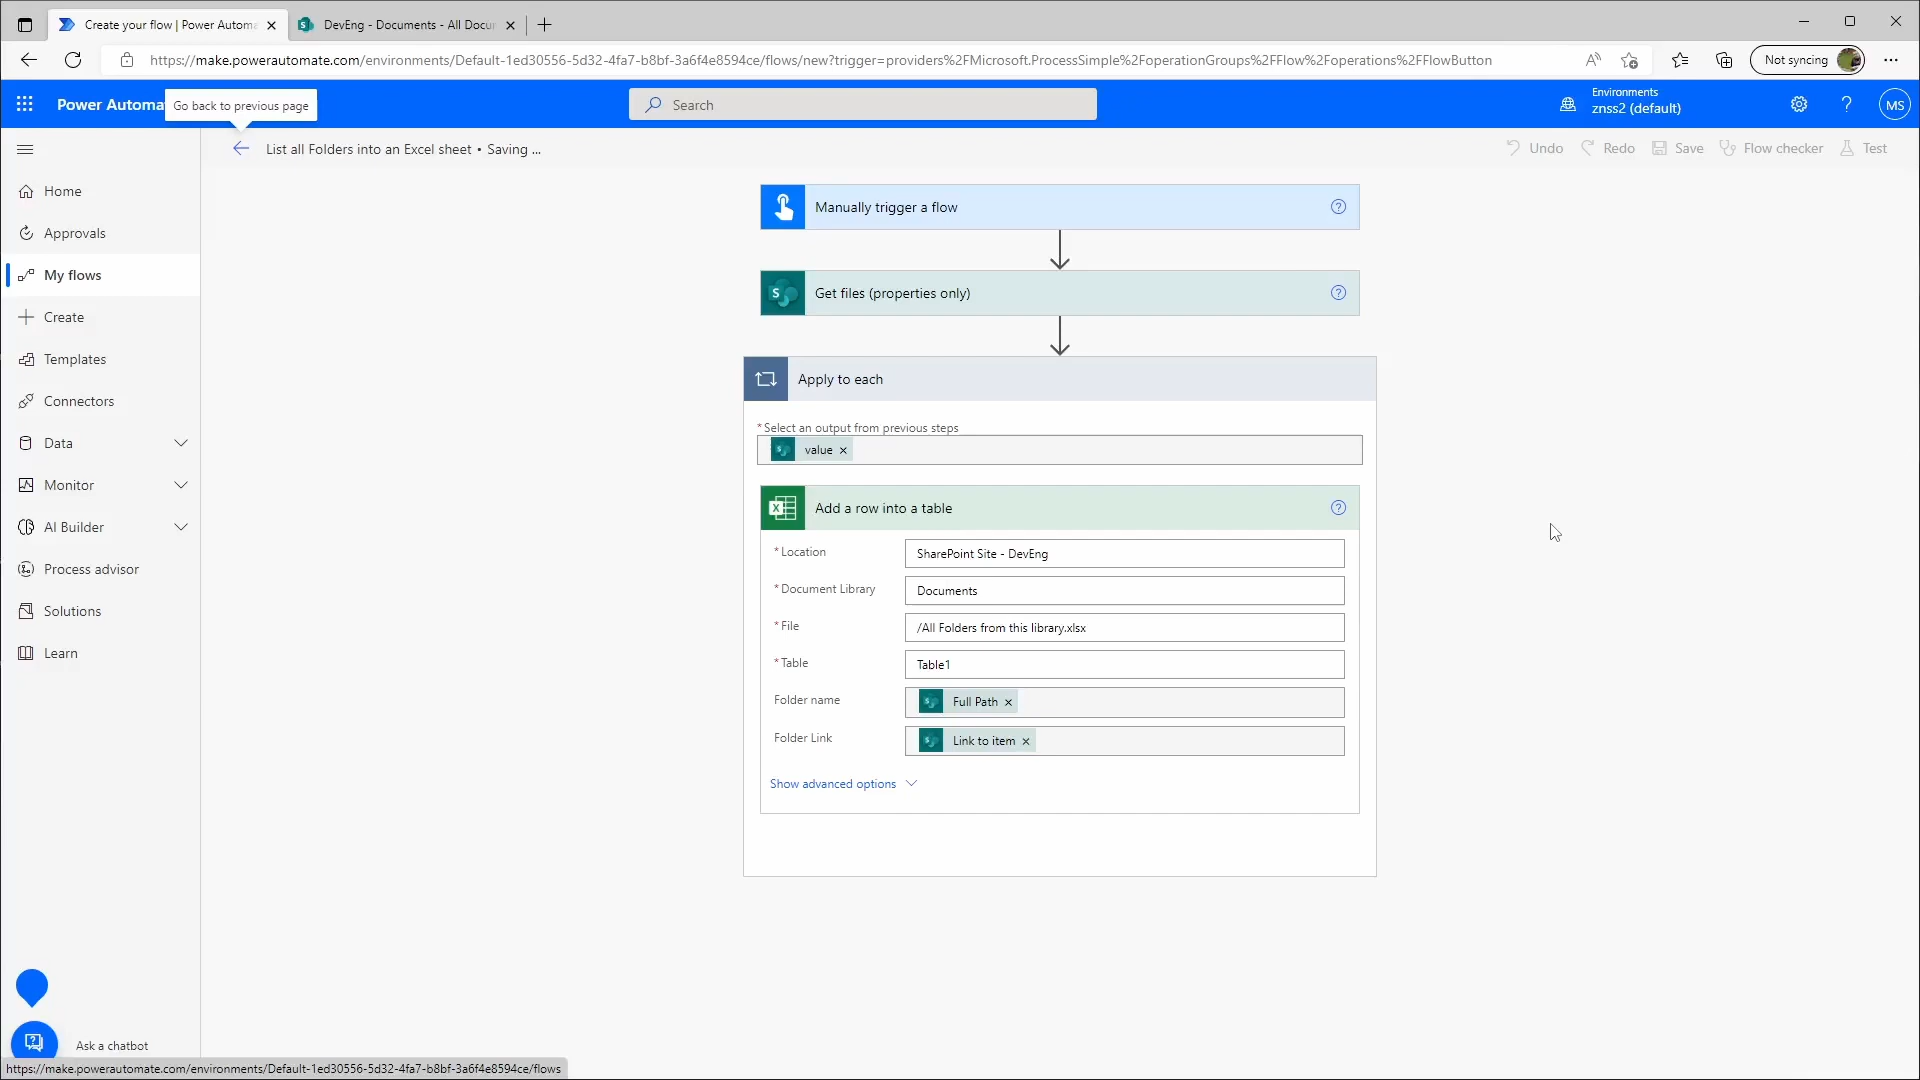 Create your flow | Power Automa
DevEng - Documents - All Docu
https://make.powerautomate.com/environments/Default-1ed30556-5d32-4fa7-b8bf-3a6f4e8594ce/flows/new?trigger=providers%2FMicrosoft.ProcessSimple%2FoperationGroups%2FFlow%2Foperations%2FFlowButton
Not syncing
Power Automa
Go back to previous page
Search
Environments
znss2 (default)
?
MS
List all Folders into an Excel sheet • Saving ...
Undo
Redo
Save
Flow checker
Test
Home
Approvals
My flows
Create
Templates
Connectors
Data
Monitor
AI Builder
Process advisor
Solutions
Learn
Ask a chatbot
Manually trigger a flow
Get files (properties only)
Apply to each
* Select an output from previous steps
value ×
Add a row into a table
* Location
SharePoint Site - DevEng
* Document Library
Documents
* File
/All Folders from this library.xlsx
* Table
Table1
Folder name
Full Path ×
Folder Link
Link to item ×
Show advanced options
https://make.powerautomate.com/environments/Default-1ed30556-5d32-4fa7-b8bf-3a6f4e8594ce/flows